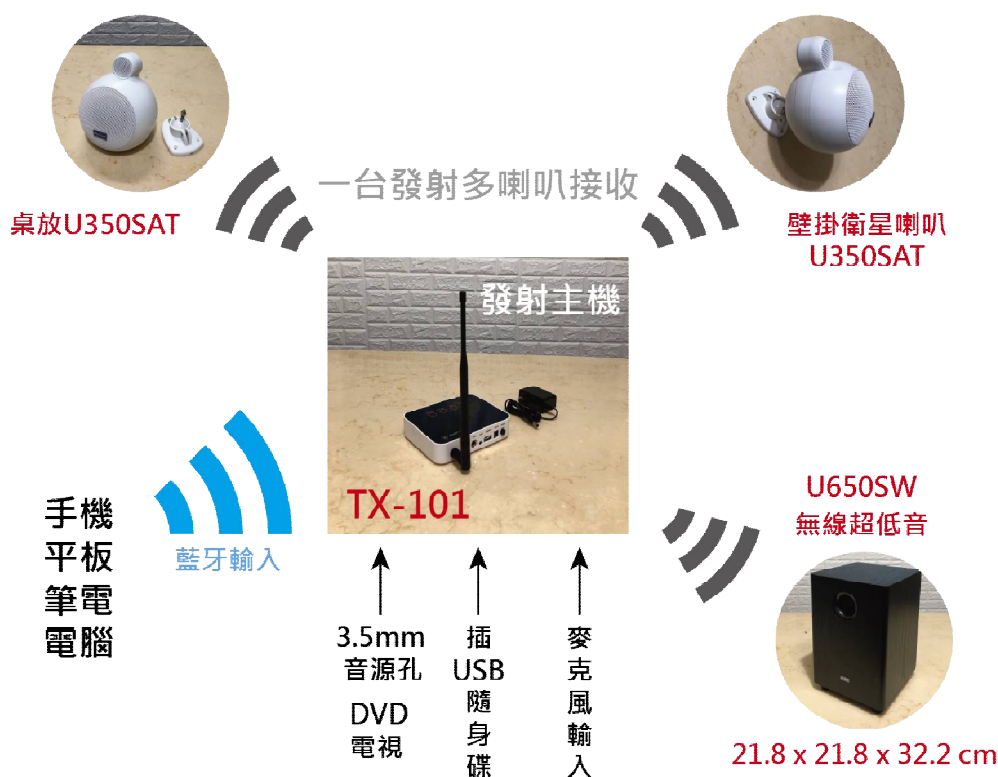 一台發射多喇叭接收
桌放U350SAT
壁掛衛星喇叭
U350SAT
發射主機
TX-101
手機
平板
筆電
電腦
藍牙輸入
U650SW
無線超低音
3.5mm
音源孔
DVD
電視
插
USB
隨
身
碟
麥
克
風
輸
入
21.8 x 21.8 x 32.2 cm